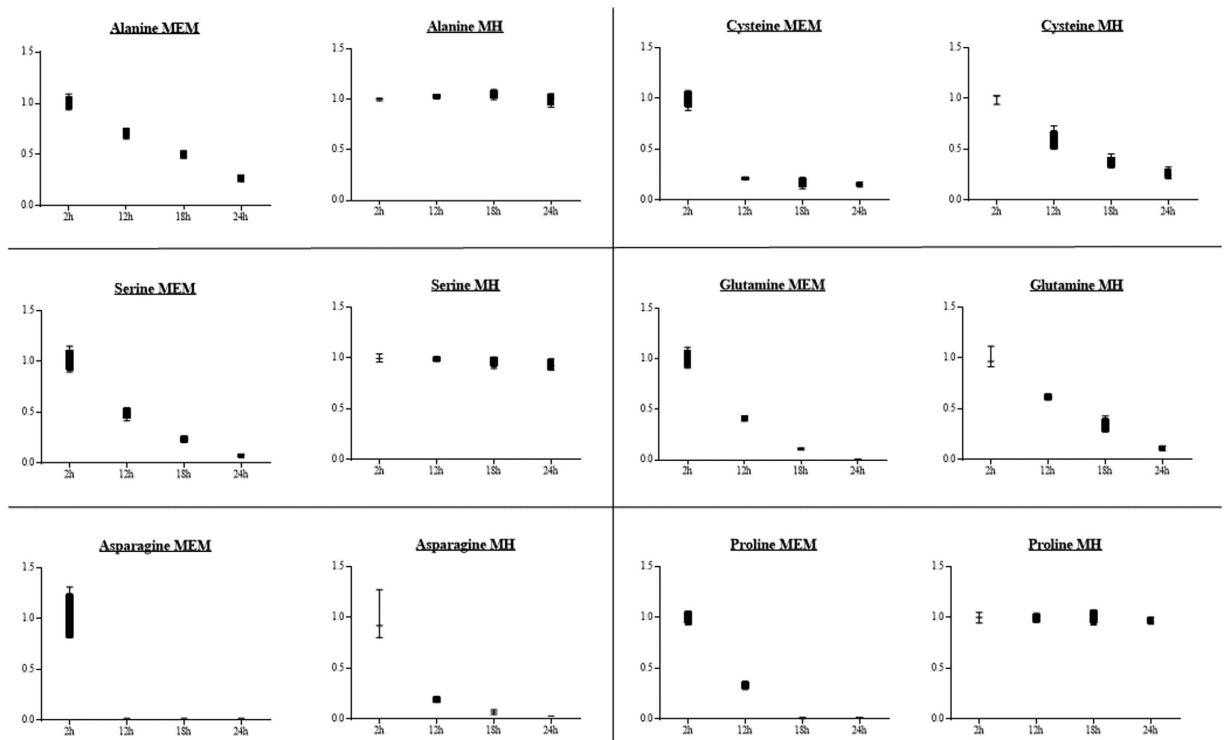 Alanine MEM
1.5
1.0
0.5
0.0
2h 12h 18h 24h
Alanine MH
1.5
1.0
0.5
0.0
2h 12h 18h 24h
Cysteine MEM
1.5
1.0
0.5
0.0
2h 12h 18h 24h
Cysteine MH
1.5
1.0
0.5
0.0
2h 12h 18h 24h
Serine MEM
1.5
1.0
0.5
0.0
2h 12h 18h 24h
Serine MH
1.5
1.0
0.5
0.0
2h 12h 18h 24h
Glutamine MEM
1.5
1.0
0.5
0.0
2h 12h 18h 24h
Glutamine MH
1.5
1.0
0.5
0.0
2h 12h 18h 24h
Asparagine MEM
1.5
1.0
0.5
0.0
2h 12h 18h 24h
Asparagine MH
1.5
1.0
0.5
0.0
2h 12h 18h 24h
Proline MEM
1.5
1.0
0.5
0.0
2h 12h 18h 24h
Proline MH
1.5
1.0
0.5
0.0
2h 12h 18h 24h